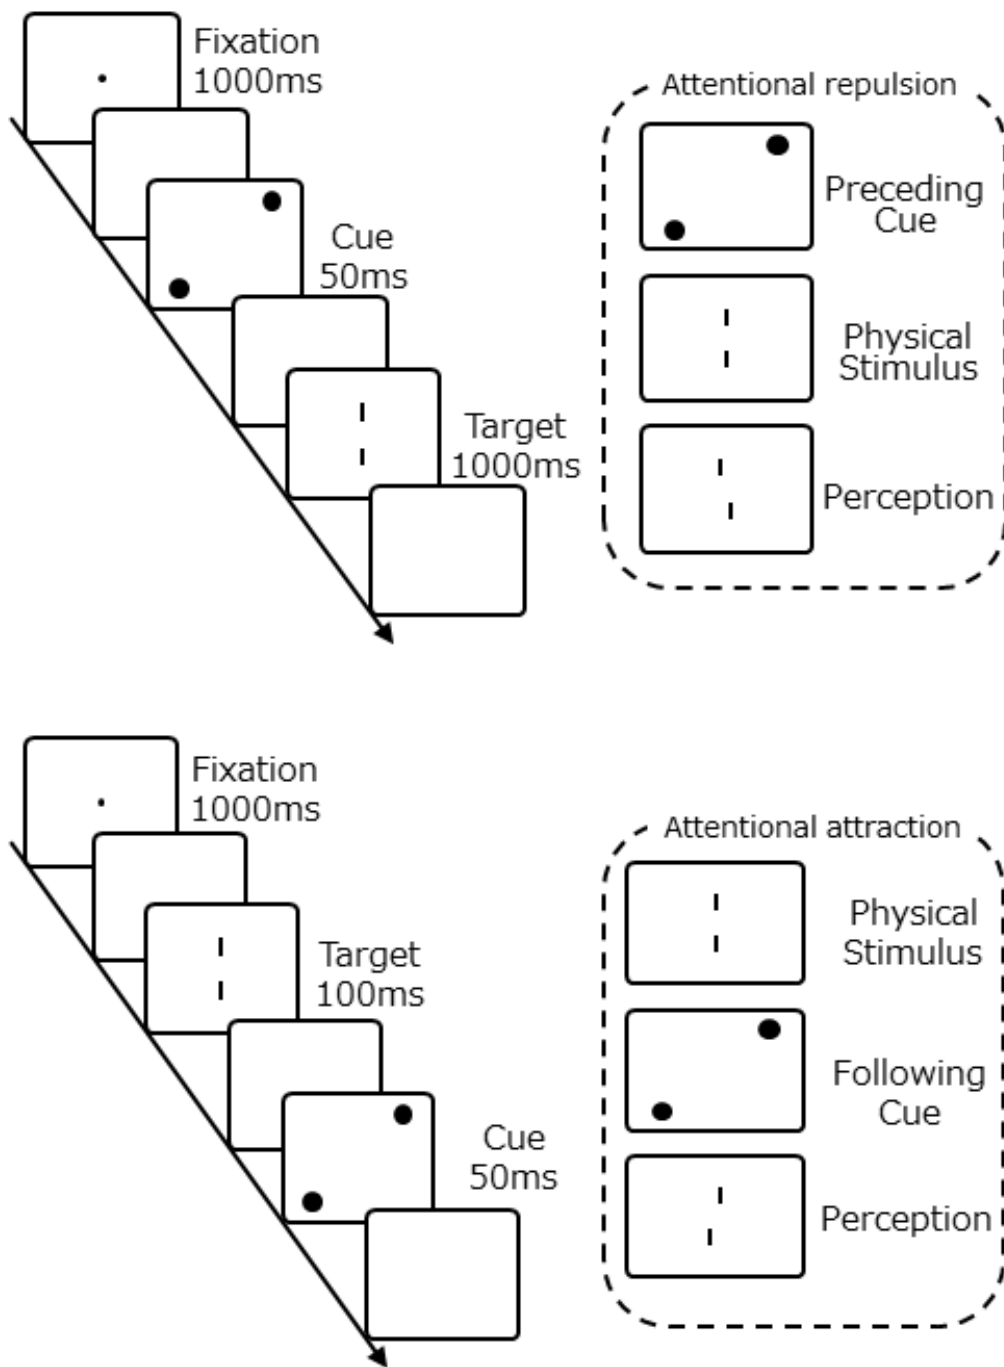 Fixation
1000ms
Cue
50ms
Target
1000ms
Attentional repulsion
Preceding
Cue
Physical
Stimulus
Perception
Fixation
1000ms
Target
100ms
Cue
50ms
Attentional attraction
Physical
Stimulus
Following
Cue
Perception